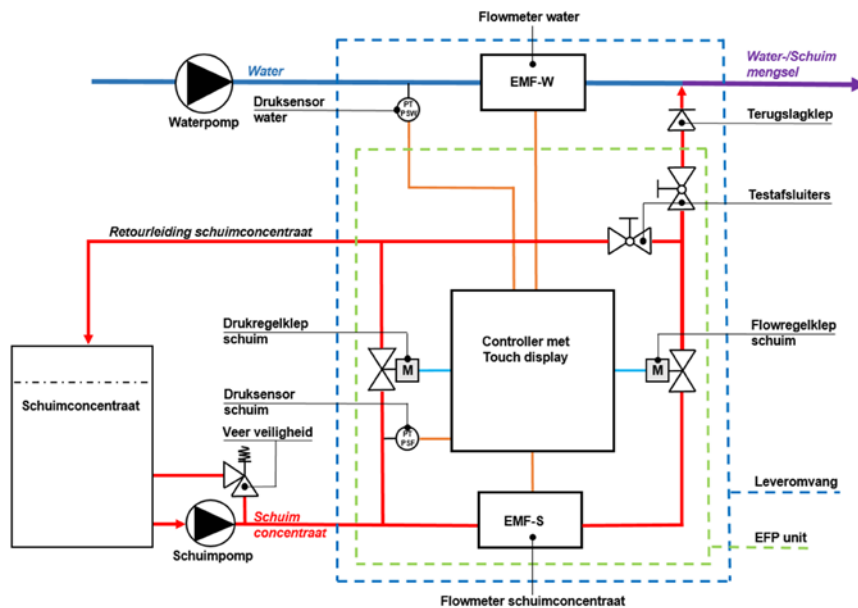 Flowmeter water
Water
EMF-W
Water-/Schuim
mengsel
Druksensor
water
PT
PSW
Waterpomp
Terugslagklep
Testafsluiters
Retourleiding schuimconcentraat
Drukregelklep
schuim
M
Controller met
Touch display
M
Flowregelklep
schuim
Schuimconcentraat
Druksensor
schuim
PT
PSF
Veer veiligheid
Leveromvang
Schuim
concentraat
EMF-S
EFP unit
Schuimpomp
Flowmeter schuimconcentraat